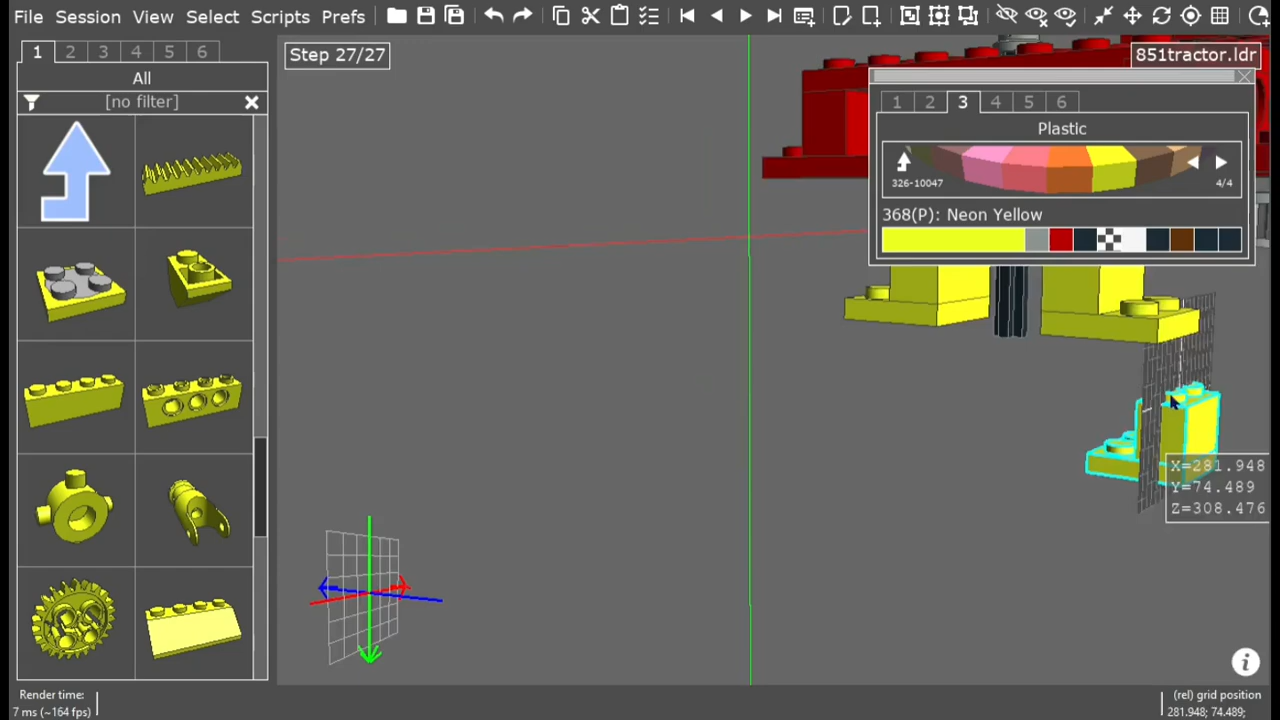 File Session View Select Scripts Prefs
Step 27/27
851tractor.ldr
1 2 3 4 5 6
All
[no filter]
1 2 3 4 5 6
Plastic
326-10047
4/4
368(P): Neon Yellow
X=281.948
Y=74.489
Z=308.476
Render time:
7 ms (~164 fps)
(rel) grid position
281.948; 74.489;